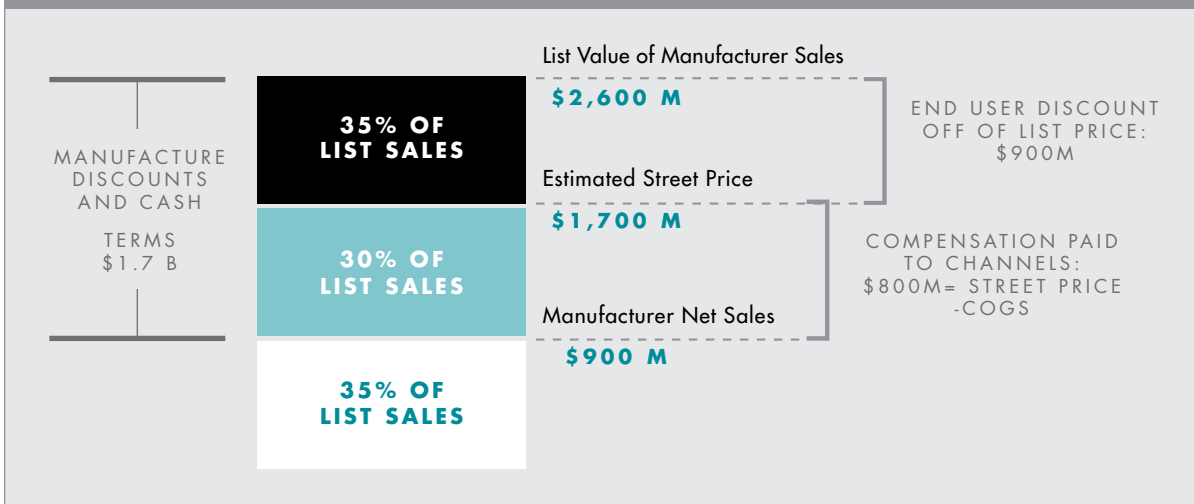 MANUFACTURE
DISCOUNTS
AND CASH
TERMS
$1.7 B
35% OF
LIST SALES
30% OF
LIST SALES
35% OF
LIST SALES
List Value of Manufacturer Sales
$2,600 M
Estimated Street Price
$1,700 M
Manufacturer Net Sales
$900 M
END USER DISCOUNT
OFF OF LIST PRICE:
$900M
COMPENSATION PAID
TO CHANNELS:
$800M= STREET PRICE
-COGS